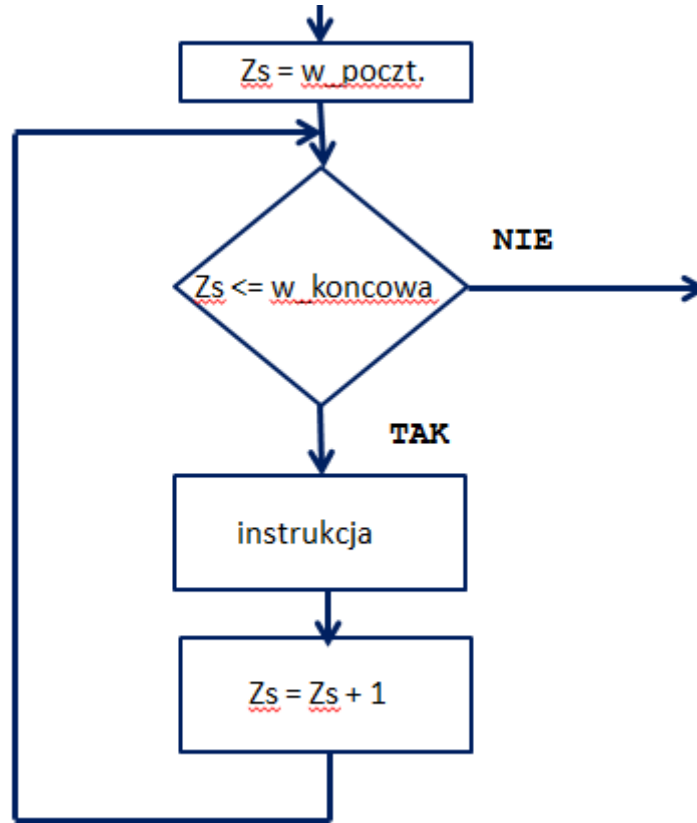 Zs = w_poczt.
Zs <= w_koncowa
NIE
TAK
instrukcja
Zs = Zs + 1